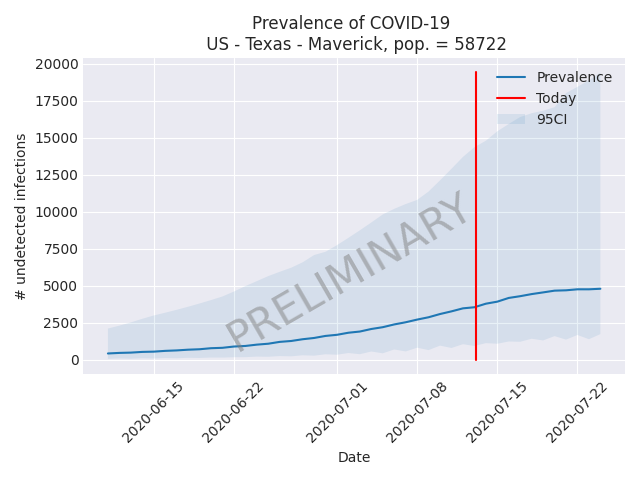 Prevalence of COVID-19
US - Texas - Maverick, pop. = 58722
20000
17500
15000
12500
10000
7500
5000
2500
0
# undetected infections
Prevalence
Today
95CI
PRELIMINARY
2020-06-15
2020-06-22
2020-07-01
2020-07-08
2020-07-15
2020-07-22
Date